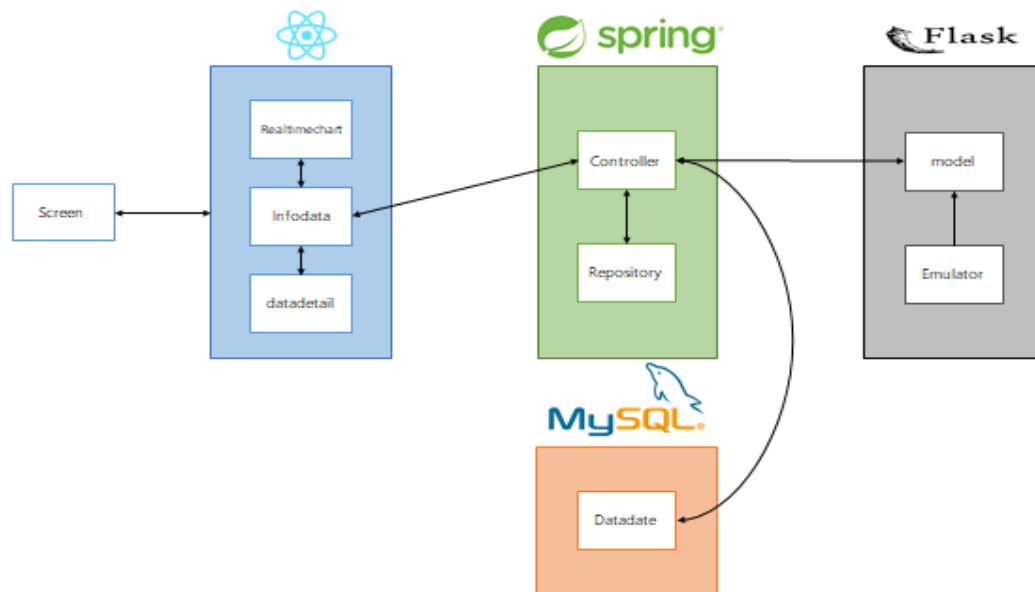 spring
Flask
Realtimechart
Controller
model
Screen
Infodata
Repository
Emulator
datadetail
MySQL
Datadate